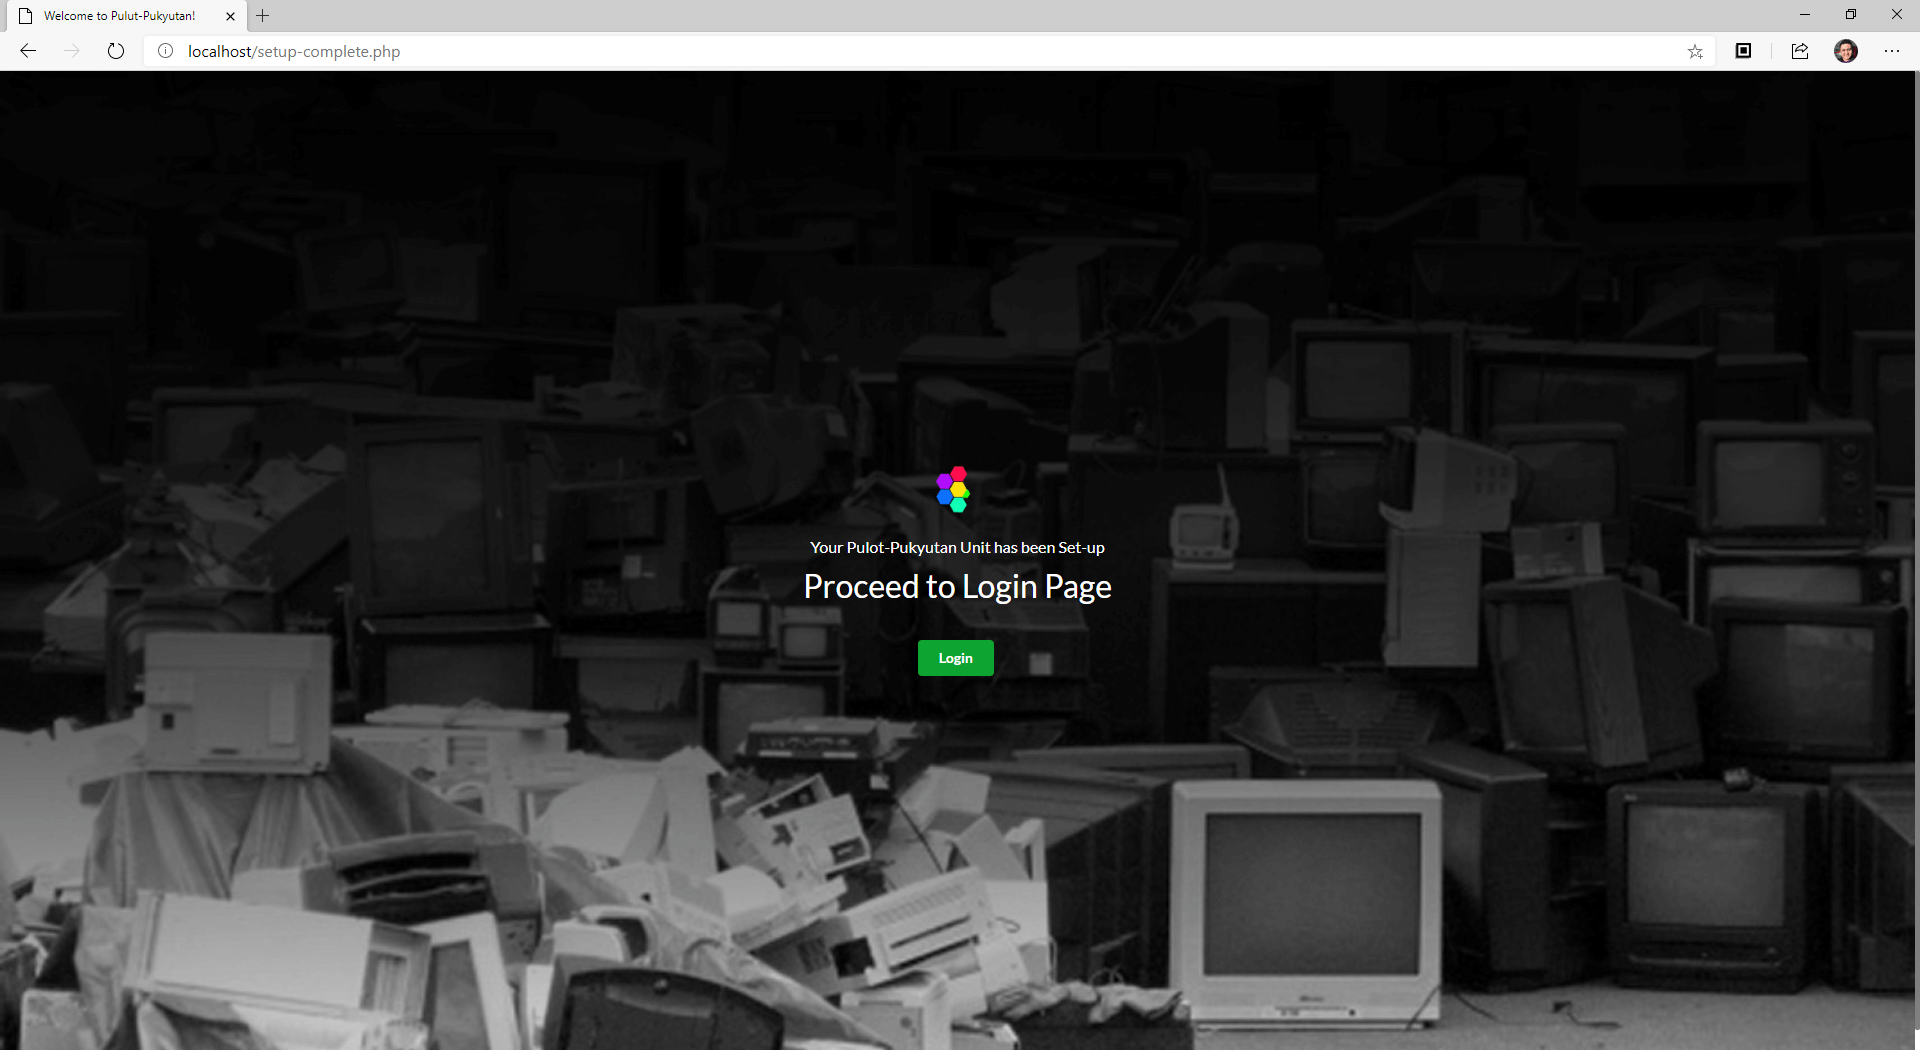 Welcome to Pulut-Pukyutan!
localhost/setup-complete.php
Your Pulot-Pukyutan Unit has been Set-up
Proceed to Login Page
Login